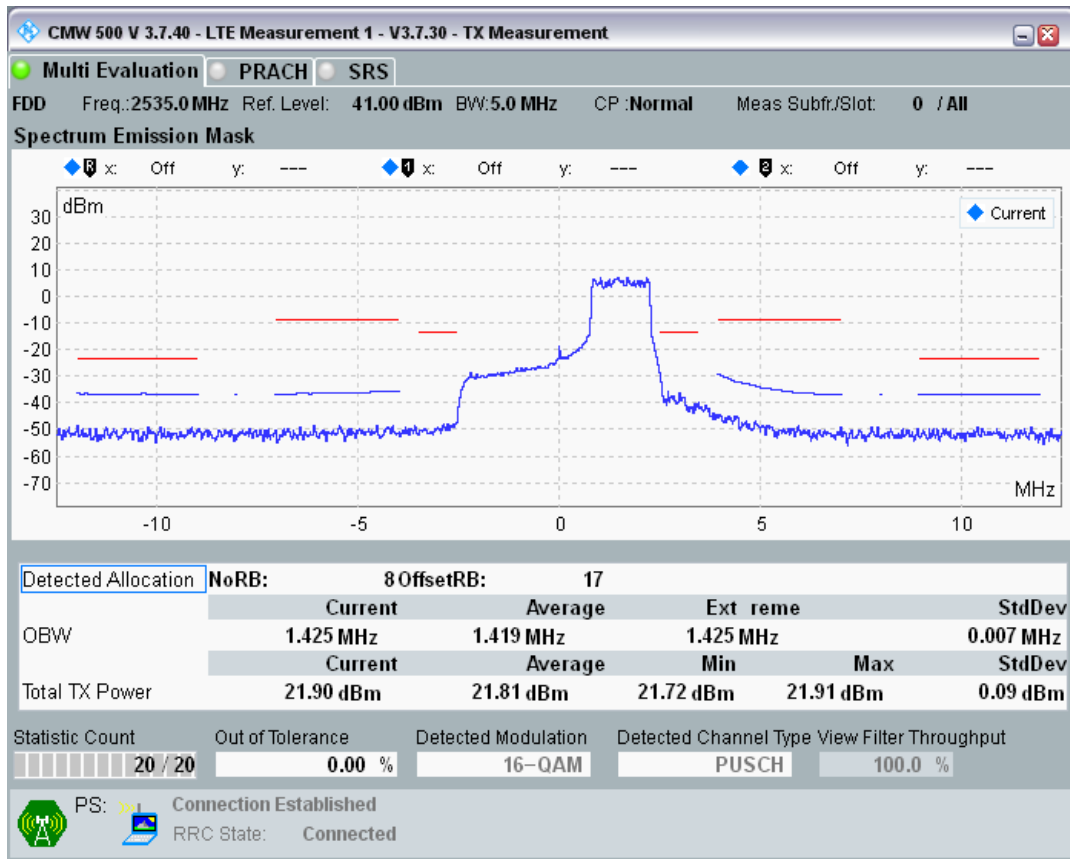 CMW 500 V 3.7.40 - LTE Measurement 1 - V3.7.30 - TX Measurement
Multi Evaluation PRACH SRS
FDD Freq.:2535.0 MHz Ref. Level: 41.00 dBm BW:5.0 MHz CP :Normal Meas Subfr./Slot: 0 / All
Spectrum Emission Mask
R x: Off y: --- 1 x: Off y: --- 2 x: Off y: ---
dBm
Current
30
20
10
0
-10
-20
-30
-40
-50
-60
-70
MHz
-10 -5 0 5 10
Detected Allocation NoRB: 8 OffsetRB: 17
Current Average Ext reme StdDev
OBW 1.425 MHz 1.419 MHz 1.425 MHz 0.007 MHz
Current Average Min Max StdDev
Total TX Power 21.90 dBm 21.81 dBm 21.72 dBm 21.91 dBm 0.09 dBm
Statistic Count Out of Tolerance Detected Modulation Detected Channel Type View Filter Throughput
20 / 20 0.00 % 16-QAM PUSCH 100.0 %
PS: Connection Established
RRC State: Connected